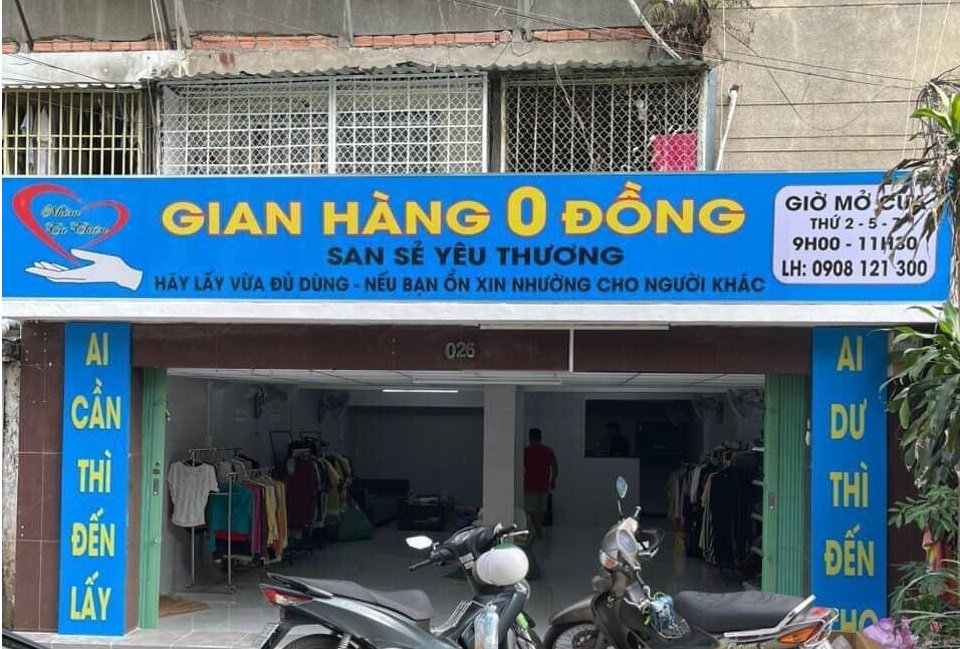 GIAN HÀNG 0 ĐỒNG
SAN SẺ YÊU THƯƠNG
HÃY LẤY VỪA ĐỦ DÙNG - NẾU BẠN ỔN XIN NHƯỜNG CHO NGƯỜI KHÁC
GIỜ MỞ CỬA
THỨ 2 - 5 - 7
9H00 - 11H30
LH: 0908 121 300
026
AI
CẦN
THÌ
ĐẾN
LẤY
AI
DƯ
THÌ
ĐẾN
CHO